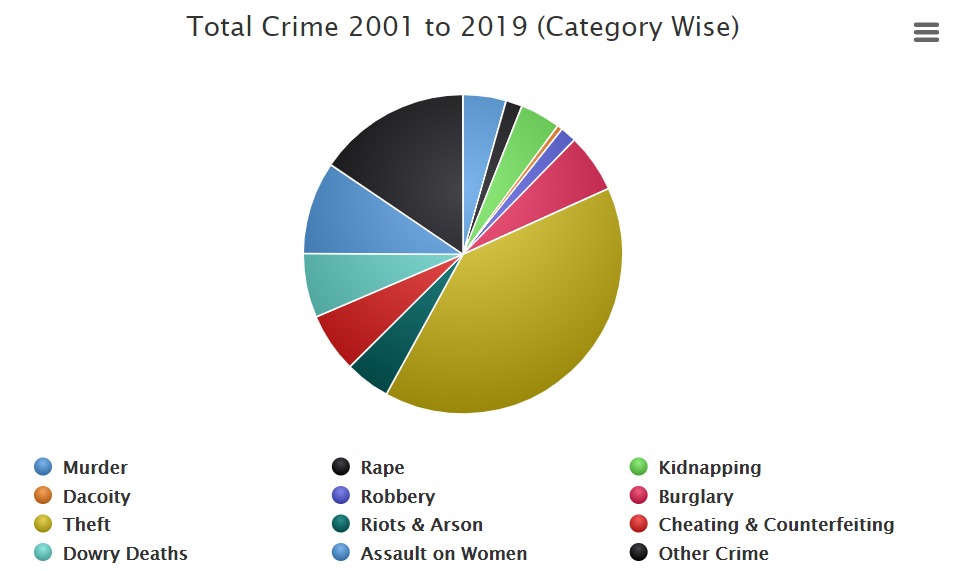 Total Crime 2001 to 2019 (Category Wise)
Murder Rape Kidnapping
Dacoity Robbery Burglary
Theft Riots & Arson Cheating & Counterfeiting
Dowry Deaths Assault on Women Other Crime